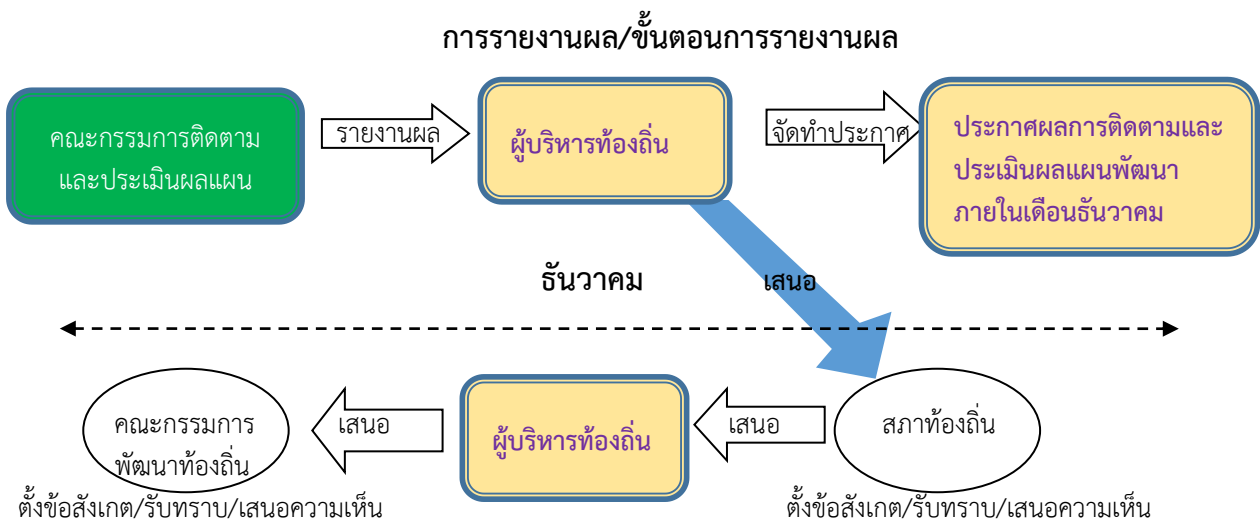 การรายงานผล/ขั้นตอนการรายงานผล
คณะกรรมการติดตาม
และประเมินผลแผน
รายงานผล
ผู้บริหารท้องถิ่น
จัดทำประกาศ
ประกาศผลการติดตามและ
ประเมินผลแผนพัฒนา
ภายในเดือนธันวาคม
ธันวาคม
เสนอ
คณะกรรมการ
พัฒนาท้องถิ่น
เสนอ
ผู้บริหารท้องถิ่น
เสนอ
สภาท้องถิ่น
ตั้งข้อสังเกต/รับทราบ/เสนอความเห็น
ตั้งข้อสังเกต/รับทราบ/เสนอความเห็น